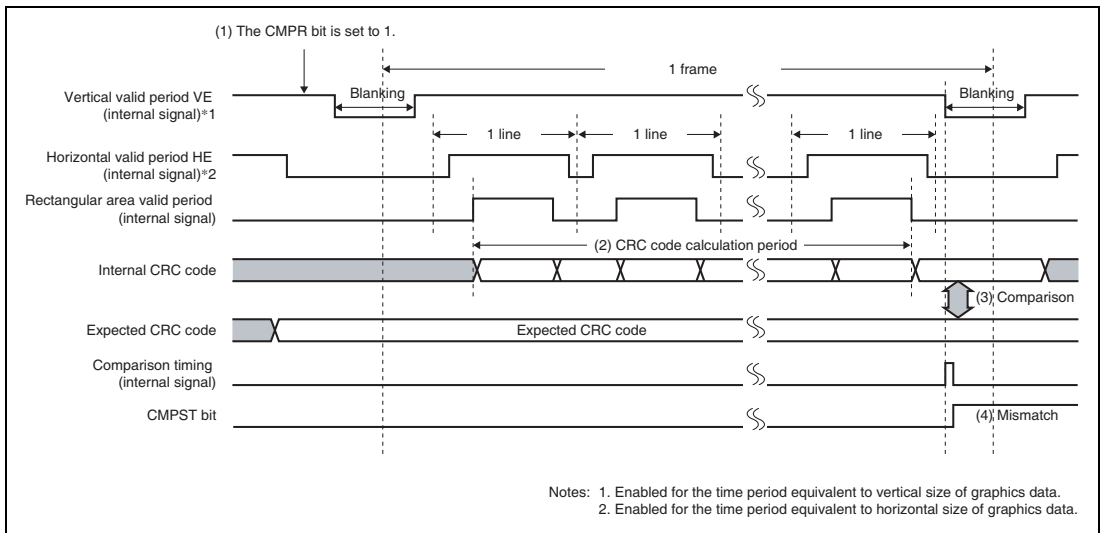 (1) The CMPR bit is set to 1.
1 frame
Vertical valid period VE
(internal signal)*1
Blanking
Blanking
1 line
1 line
1 line
Horizontal valid period HE
(internal signal)*2
Rectangular area valid period
(internal signal)
(2) CRC code calculation period
Internal CRC code
(3) Comparison
Expected CRC code
Expected CRC code
Comparison timing
(internal signal)
CMPST bit
(4) Mismatch
Notes: 1. Enabled for the time period equivalent to vertical size of graphics data.
2. Enabled for the time period equivalent to horizontal size of graphics data.